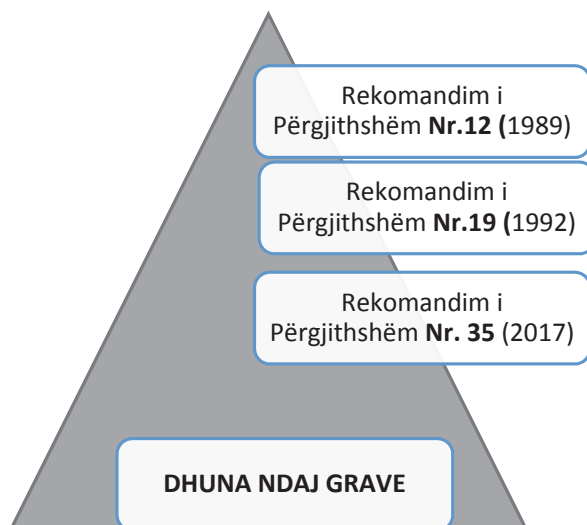 Rekomandim i
Përgjithshëm Nr.12 (1989)
Rekomandim i
Përgjithshëm Nr.19 (1992)
Rekomandim i
Përgjithshëm Nr. 35 (2017)
DHUNA NDAJ GRAVE